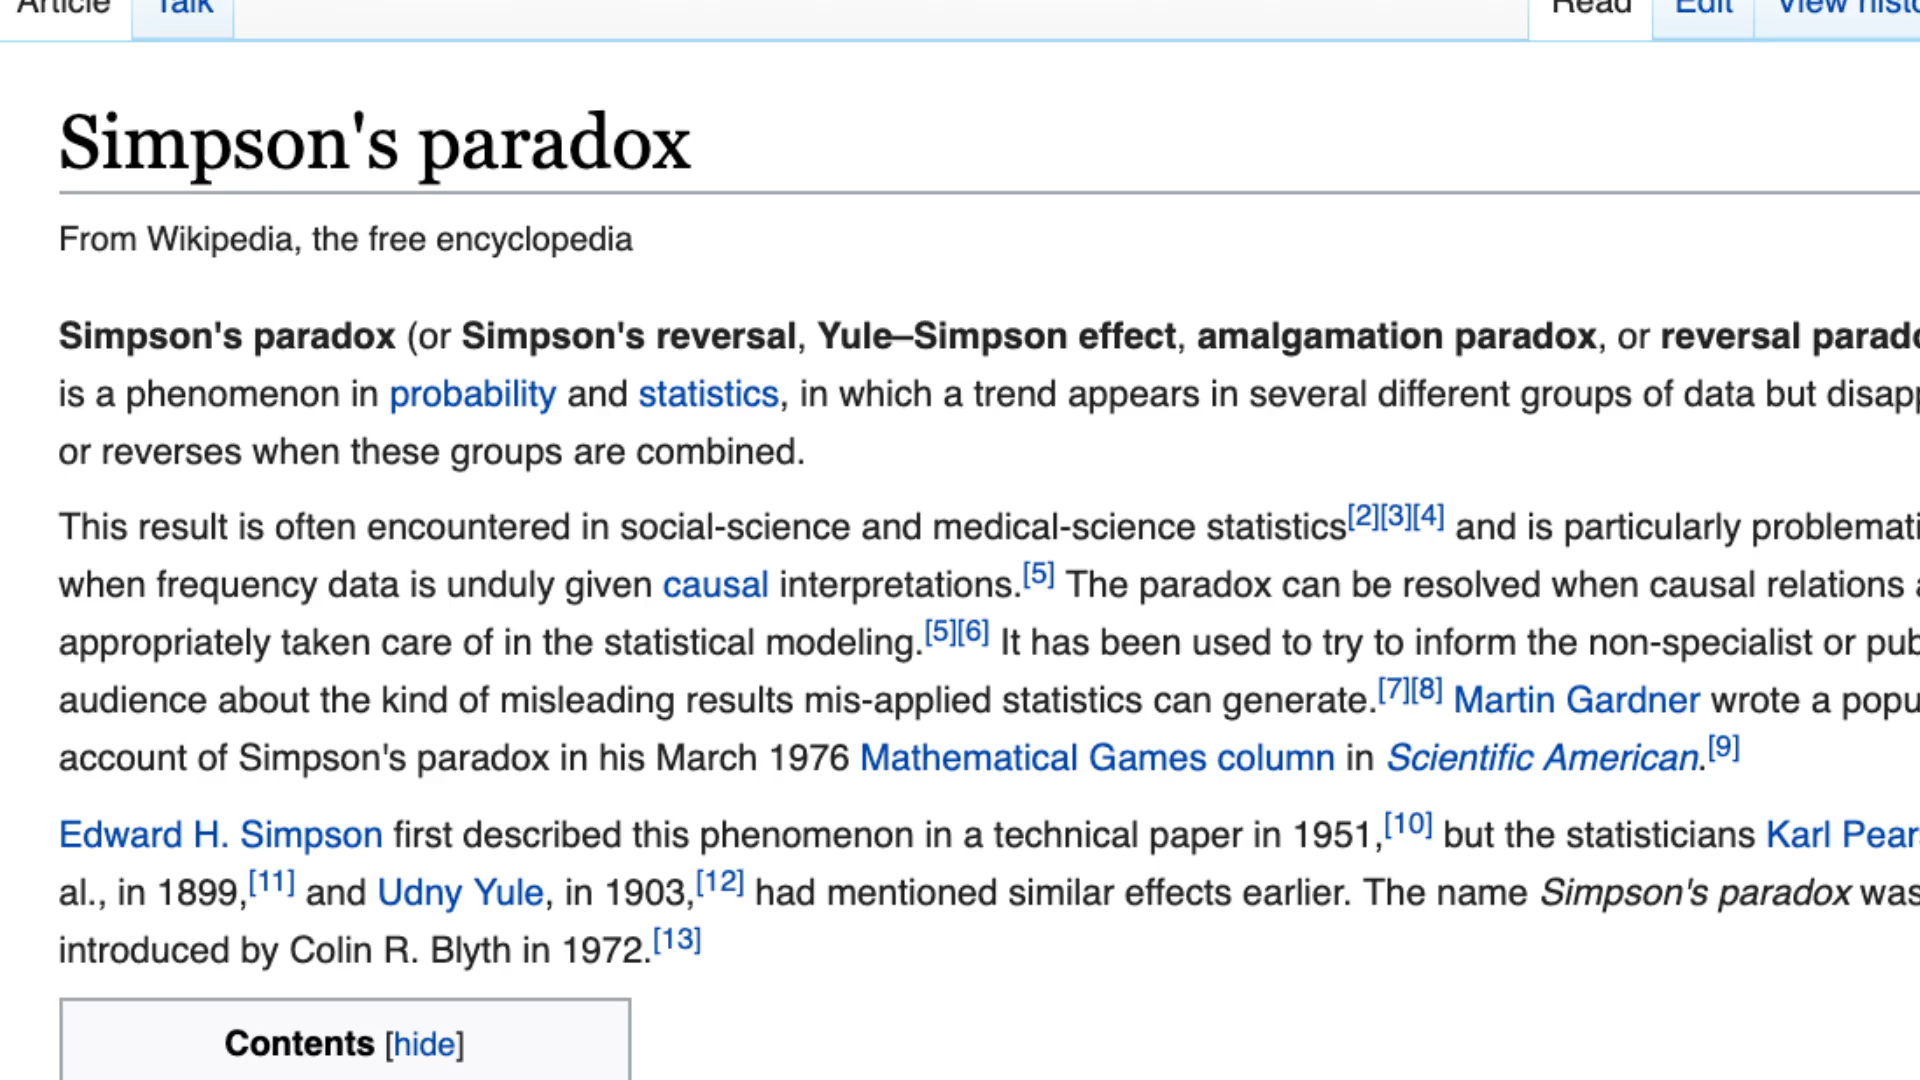 Article Talk Read Edit View
Simpson's paradox
From Wikipedia, the free encyclopedia
Simpson's paradox (or Simpson's reversal, Yule–Simpson effect, amalgamation paradox, or reversal
is a phenomenon in probability and statistics, in which a trend appears in several different groups of data but
or reverses when these groups are combined.
This result is often encountered in social-science and medical-science statistics[2][3][4] and is particularly
when frequency data is unduly given causal interpretations.[5] The paradox can be resolved when causal relations
appropriately taken care of in the statistical modeling.[5][6] It has been used to try to inform the non-specialist or
audience about the kind of misleading results mis-applied statistics can generate.[7][8] Martin Gardner wrote a
account of Simpson's paradox in his March 1976 Mathematical Games column in Scientific American.[9]
Edward H. Simpson first described this phenomenon in a technical paper in 1951,[10] but the statisticians Karl
al., in 1899,[11] and Udny Yule, in 1903,[12] had mentioned similar effects earlier. The name Simpson's paradox was
introduced by Colin R. Blyth in 1972.[13]
Contents [hide]